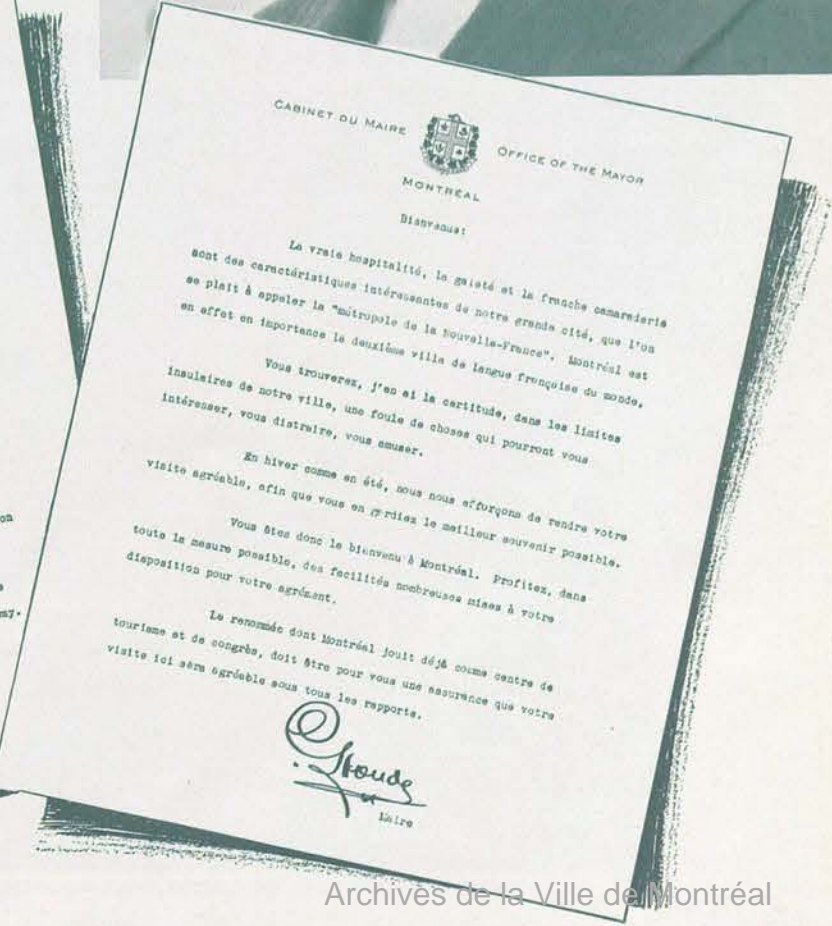 CABINET DU MAIRE
OFFICE OF THE MAYOR
MONTREAL
Bienvenue!
La vraie hospitalité, la gaieté et la franche camaraderie
sont des caractéristiques intéressantes de notre grande cité, que l'on
se plait à appeler la "métropole de la Nouvelle-France". Montréal est
en effet en importance la deuxième ville de langue française du monde.
Vous trouverez, j'en ai la certitude, dans les limites
insulaires de notre ville, une foule de choses qui pourront vous
intéresser, vous distraire, vous amuser.
En hiver comme en été, nous nous efforçons de rendre votre
visite agréable, afin que vous en gardiez le meilleur souvenir possible.
Vous êtes donc le bienvenu à Montréal. Profitez, dans
toute la mesure possible, des facilités nombreuses mises à votre
disposition pour votre agrément.
La renommée dont Montréal jouit déjà comme centre de
tourisme et de congrès, doit être pour vous une assurance que votre
visite ici sera agréable sous tous les rapports.
Houde
Maire
on
Archives de la Ville de Montréal